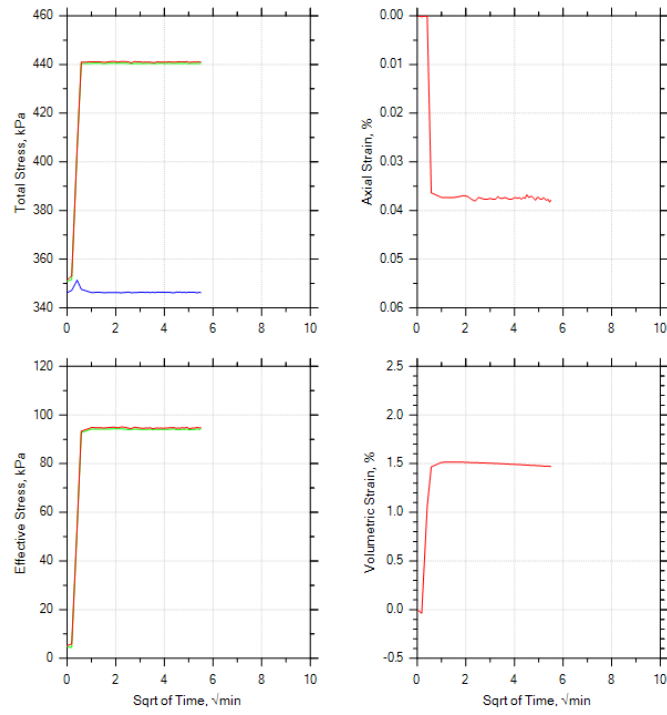 460
440
420
400
380
360
340
Total Stress, kPa
0 2 4 6 8 10
0.00
0.01
0.02
0.03
0.04
0.05
0.06
Axial Strain, %
0 2 4 6 8 10
120
100
80
60
40
20
0
Effective Stress, kPa
0 2 4 6 8 10
Sqrt of Time, √min
2.5
2.0
1.5
1.0
0.5
0.0
-0.5
Volumetric Strain, %
0 2 4 6 8 10
Sqrt of Time, √min